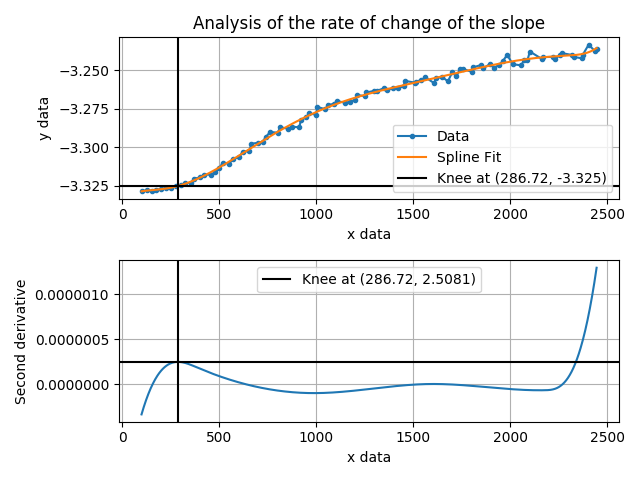 Analysis of the rate of change of the slope
−3.250
−3.275
−3.300
−3.325
y data
Data
Spline Fit
Knee at (286.72, -3.325)
0 500 1000 1500 2000 2500
x data
Knee at (286.72, 2.5081)
0.0000010
0.0000005
0.0000000
Second derivative
0 500 1000 1500 2000 2500
x data